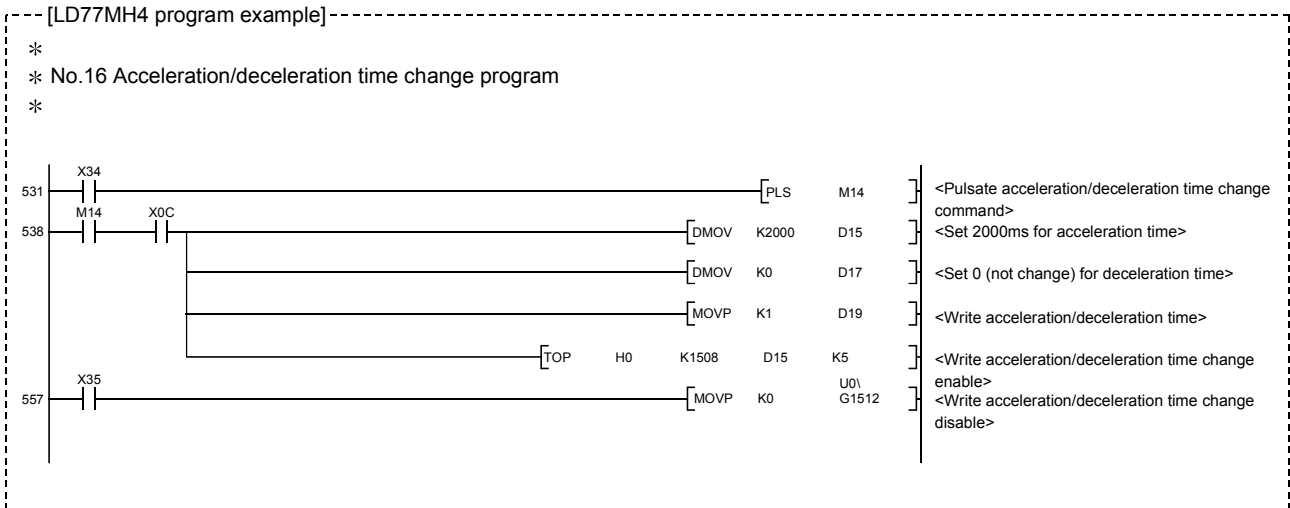 [LD77MH4 program example]
*
* No.16 Acceleration/deceleration time change program
*
X34
531 PLS M14 <Pulsate acceleration/deceleration time change
command>
M14 X0C
538 DMOV K2000 D15 <Set 2000ms for acceleration time>
DMOV K0 D17 <Set 0 (not change) for deceleration time>
MOVP K1 D19 <Write acceleration/deceleration time>
TOP H0 K1508 D15 K5 <Write acceleration/deceleration time change
enable>
X35 U0\
557 MOVP K0 G1512 <Write acceleration/deceleration time change
disable>